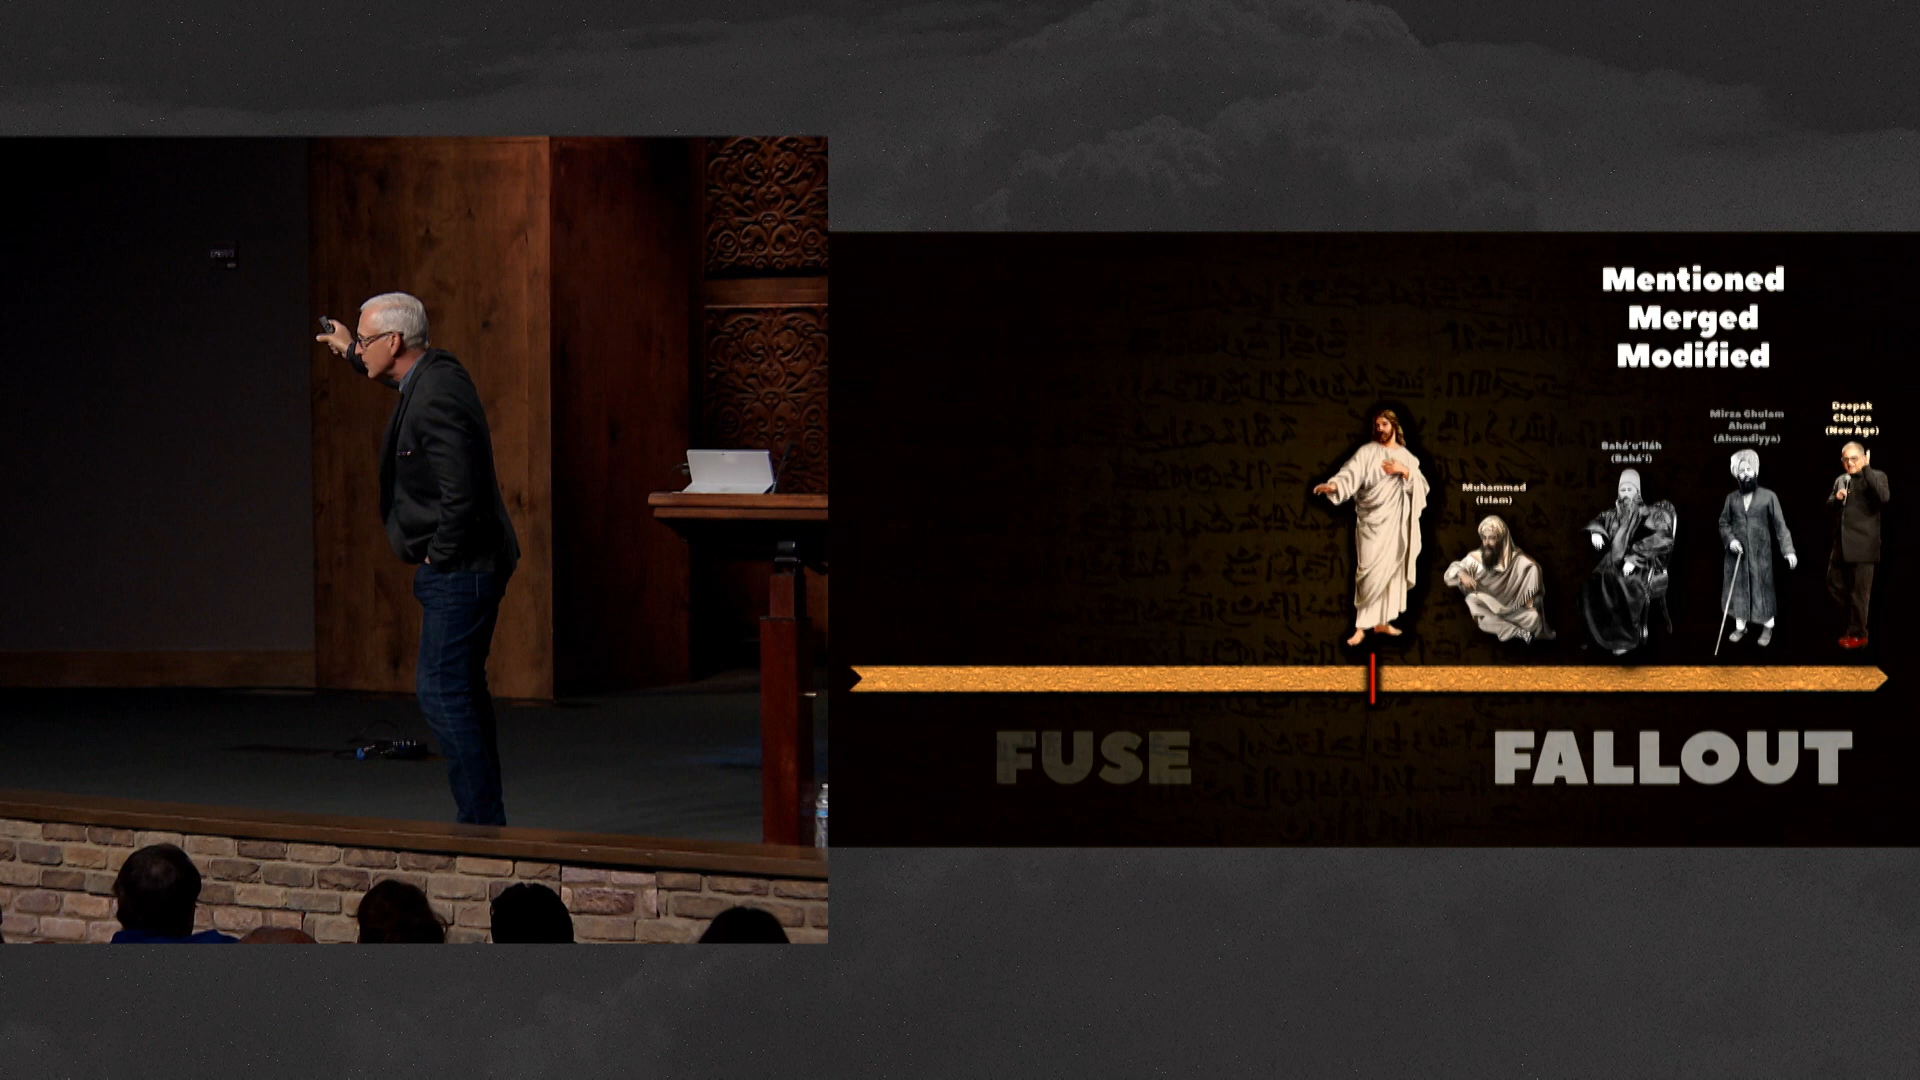 Mentioned
Merged
Modified
Deepak
Chopra
(New Age)
Mirza Ghulam
Ahmad
(Ahmadiyya)
Bahá'u'lláh
(Bahá'í)
Muhammad
(Islam)
FUSE
FALLOUT